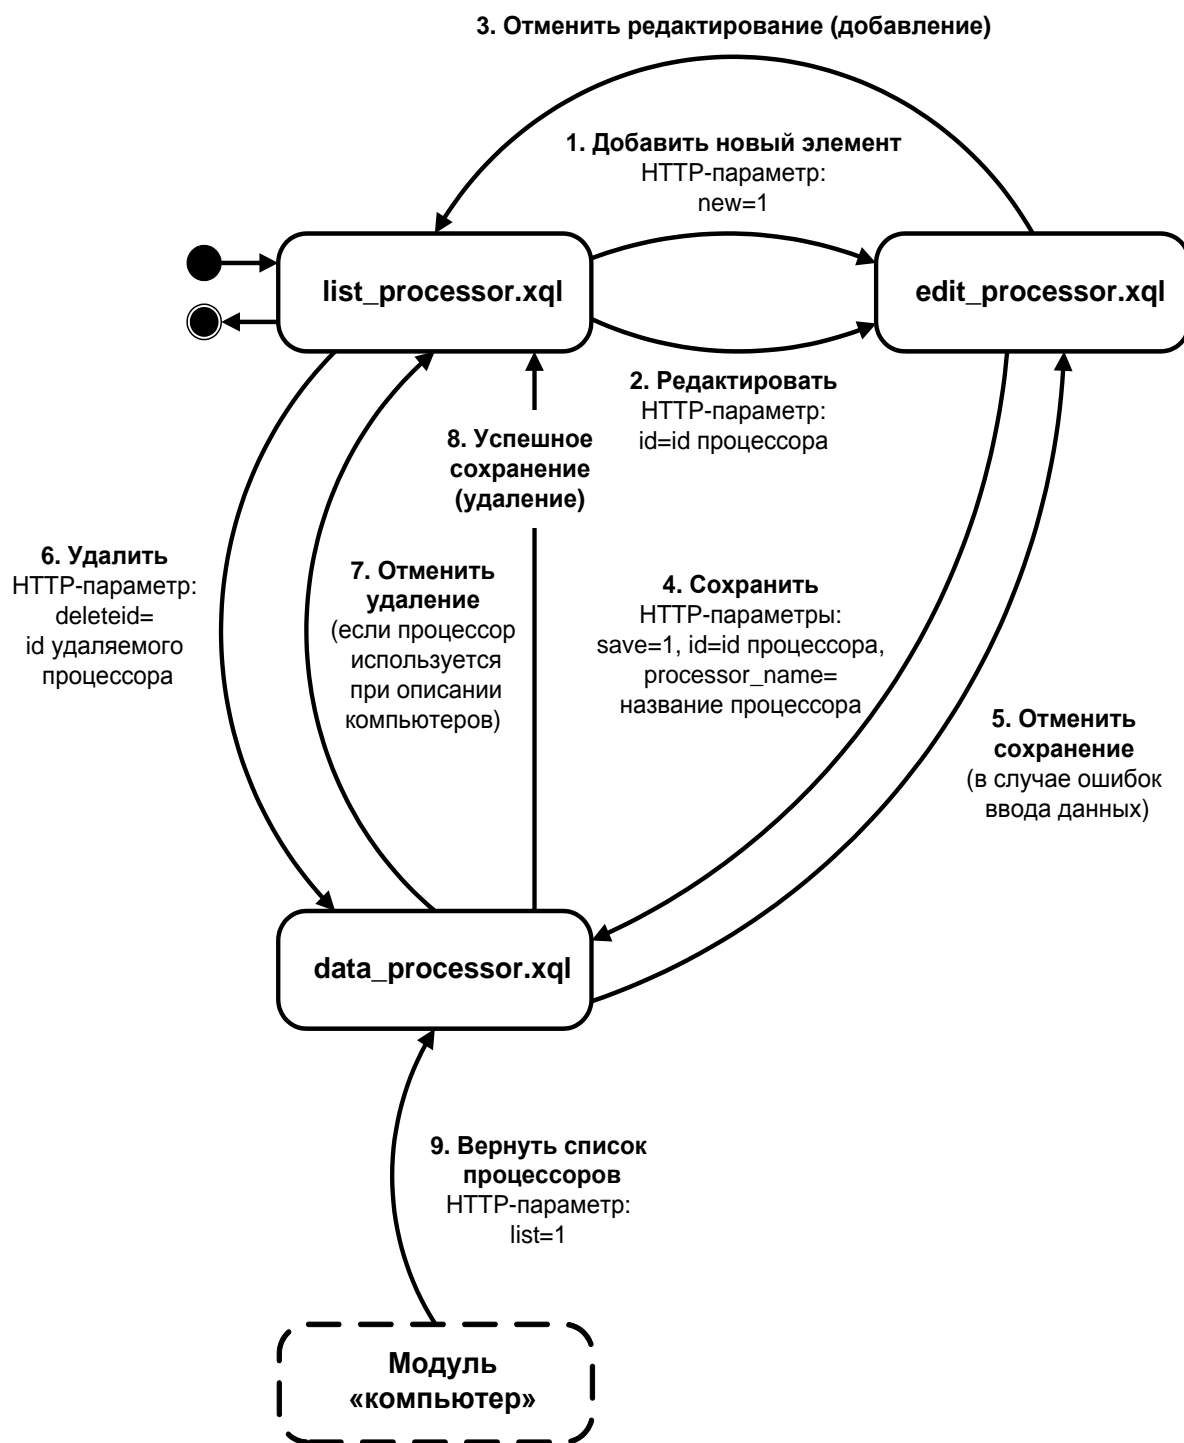 3. Отменить редактирование (добавление)
1. Добавить новый элемент
HTTP-параметр:
new=1
list_processor.xql
edit_processor.xql
2. Редактировать
HTTP-параметр:
id=id процессора
8. Успешное
сохранение
(удаление)
6. Удалить
HTTP-параметр:
deleteid=
id удаляемого
процессора
7. Отменить
удаление
(если процессор
используется
при описании
компьютеров)
4. Сохранить
HTTP-параметры:
save=1, id=id процессора,
processor_name=
название процессора
5. Отменить
сохранение
(в случае ошибок
ввода данных)
data_processor.xql
9. Вернуть список
процессоров
HTTP-параметр:
list=1
Модуль
«компьютер»